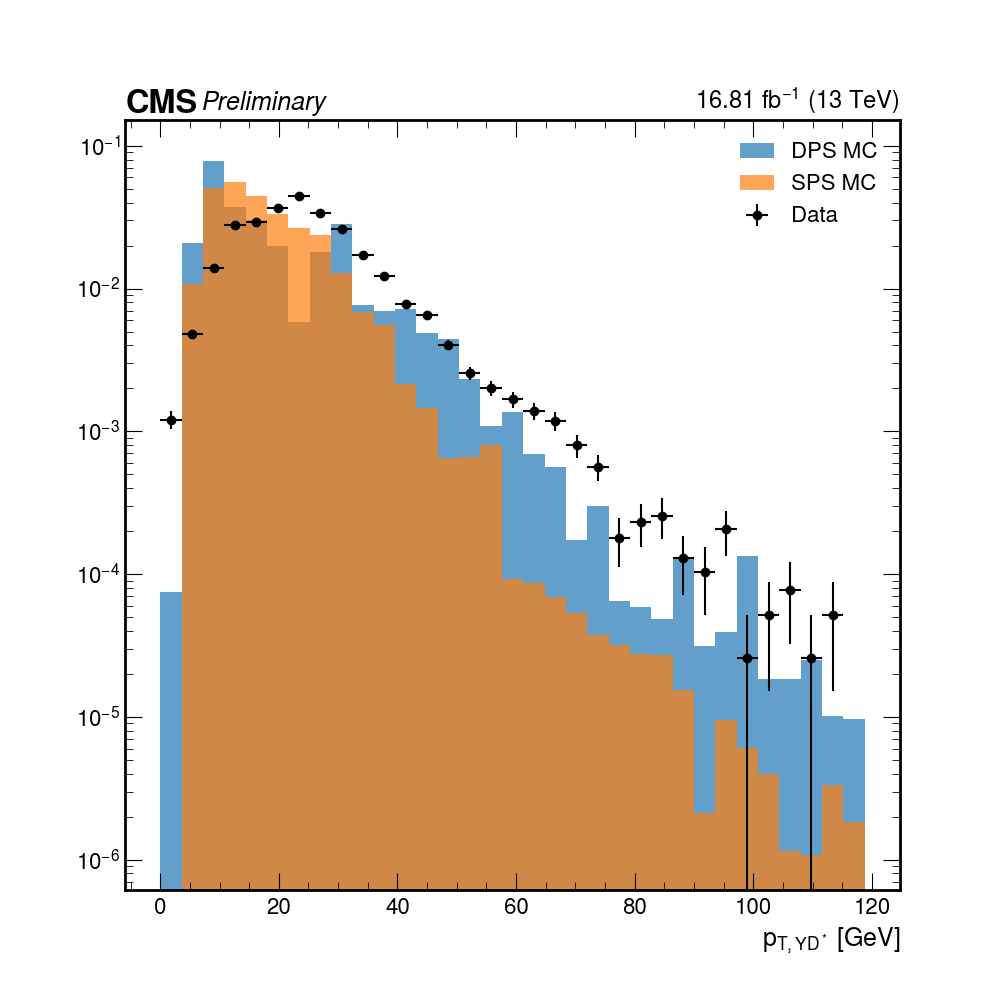 CMS Preliminary 16.81 fb⁻¹ (13 TeV)
DPS MC
SPS MC
Data
10⁻¹
10⁻²
10⁻³
10⁻⁴
10⁻⁵
10⁻⁶
0 20 40 60 80 100 120
p_{T, YD*} [GeV]